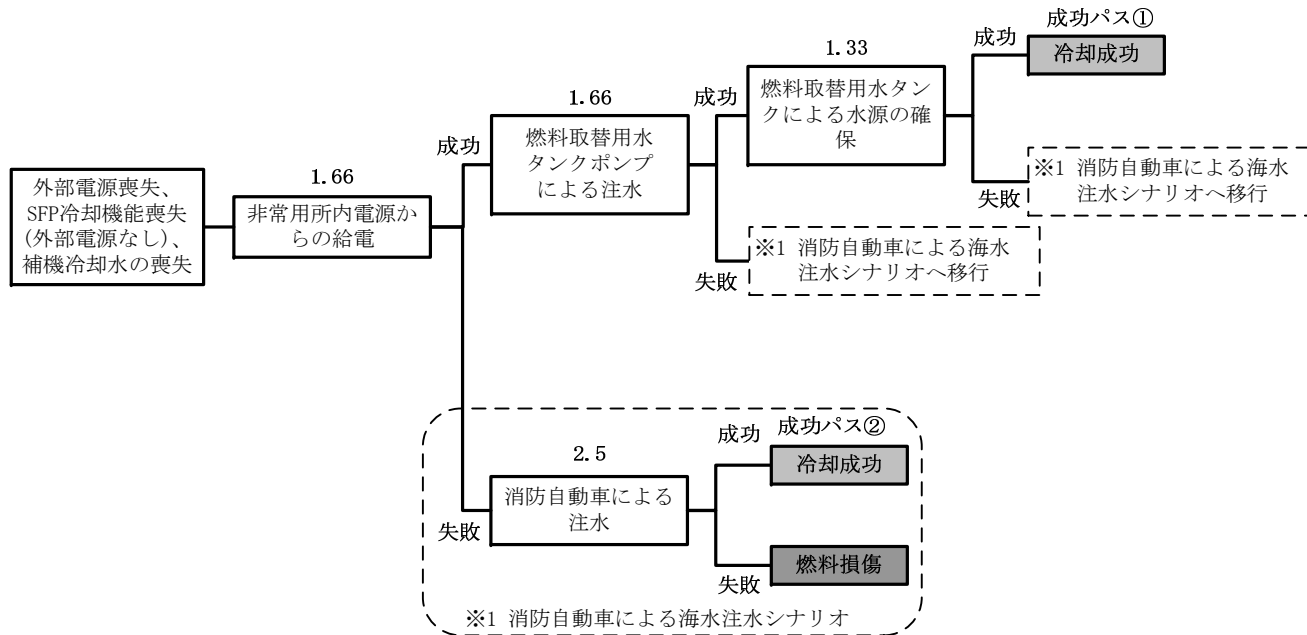 外部電源喪失、
SFP冷却機能喪失
(外部電源なし)、
補機冷却水の喪失
1.66
非常用所内電源か
らの給電
成功
1.66
燃料取替用水
タンクポンプ
による注水
成功
1.33
燃料取替用水タン
クによる水源の確
保
成功
成功パス①
冷却成功
失敗
※1 消防自動車による海水
注水シナリオへ移行
失敗
※1 消防自動車による海水
注水シナリオへ移行
失敗
2.5
消防自動車による
注水
成功
成功パス②
冷却成功
失敗
燃料損傷
※1 消防自動車による海水注水シナリオ